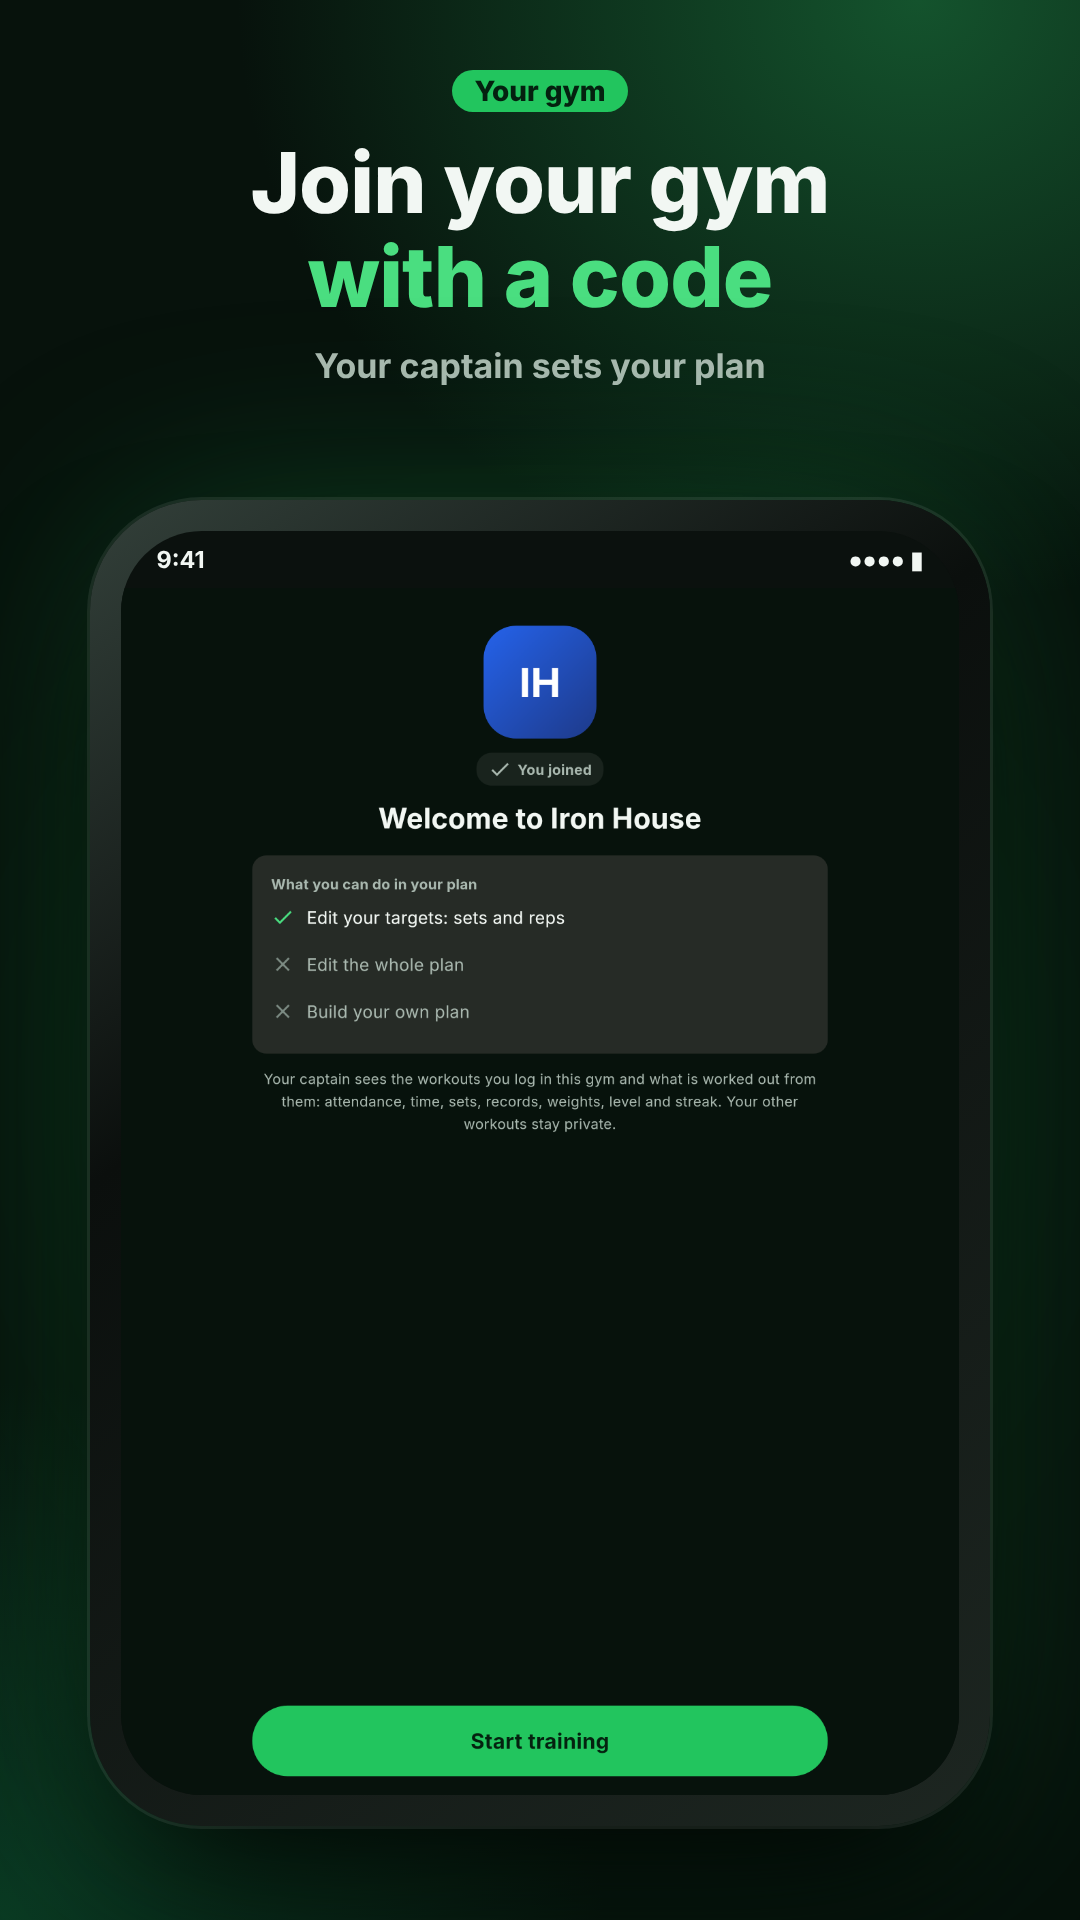 Your gym
Join your gym
with a code
Your captain sets your plan
9:41
IH
You joined
Welcome to Iron House
What you can do in your plan
Edit your targets: sets and reps
Edit the whole plan
Build your own plan
Your captain sees the workouts you log in this gym and what is worked out from
them: attendance, time, sets, records, weights, level and streak. Your other
workouts stay private.
Start training